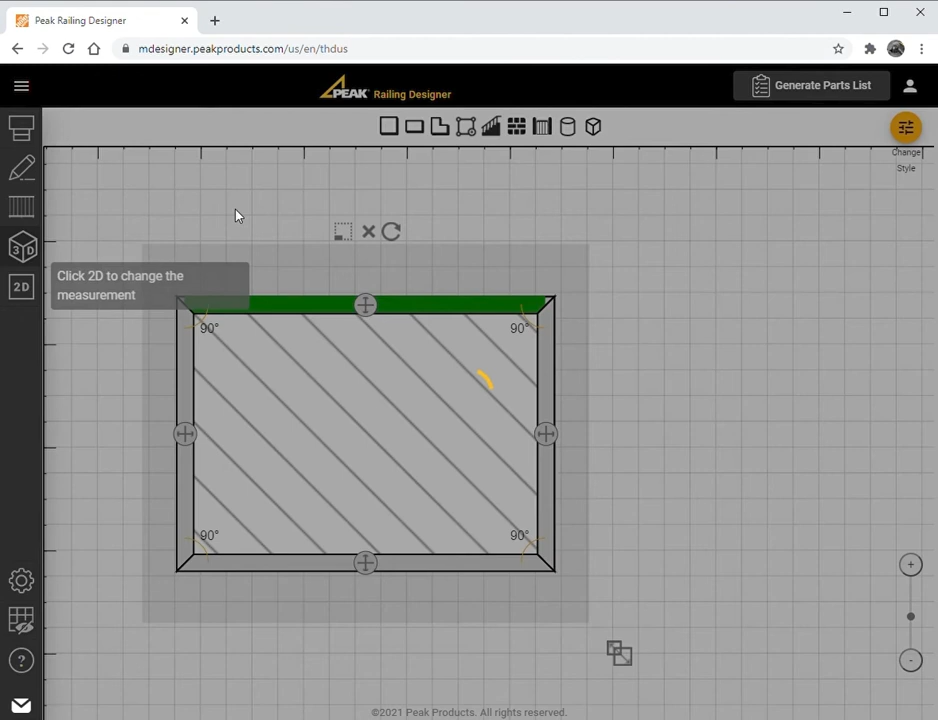 Peak Railing Designer
mdesigner.peakproducts.com/us/en/thdus
PEAK Railing Designer
Generate Parts List
Change
Style
3D
Click 2D to change the
measurement
2D
90°
90°
90°
90°
+
-
?
©2021 Peak Products. All rights reserved.